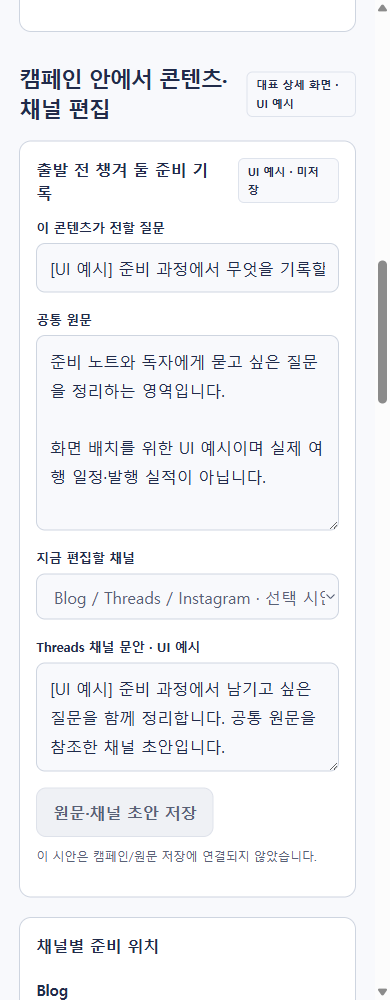 캠페인 안에서 콘텐츠·
채널 편집
대표 상세 화면 ·
UI 예시
출발 전 챙겨 둘 준비 기
록
UI 예시 · 미저
장
이 콘텐츠가 전할 질문
[UI 예시] 준비 과정에서 무엇을 기록할
공통 원문
준비 노트와 독자에게 묻고 싶은 질문
을 정리하는 영역입니다.
화면 배치를 위한 UI 예시이며 실제 여
행 일정·발행 실적이 아닙니다.
지금 편집할 채널
Blog / Threads / Instagram · 선택 시안
Threads 채널 문안 · UI 예시
[UI 예시] 준비 과정에서 남기고 싶은
질문을 함께 정리합니다. 공통 원문을
참조한 채널 초안입니다.
원문·채널 초안 저장
이 시안은 캠페인/원문 저장에 연결되지 않았습니다.
채널별 준비 위치
Blog